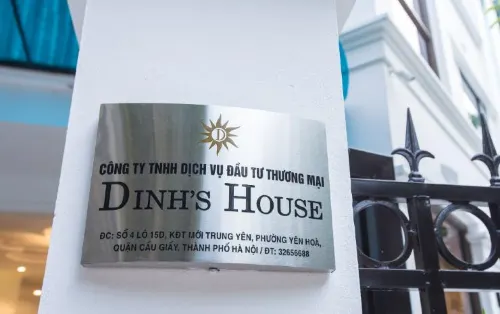 D
CÔNG TY TNHH DỊCH VỤ ĐẦU TƯ THƯƠNG MẠI
DINH'S HOUSE
ĐC: SỐ 4 LÔ 15D, KĐT MỚI TRUNG YÊN, PHƯỜNG YÊN HOÀ,
QUẬN CẦU GIẤY, THÀNH PHỐ HÀ NỘI / ĐT: 32656688